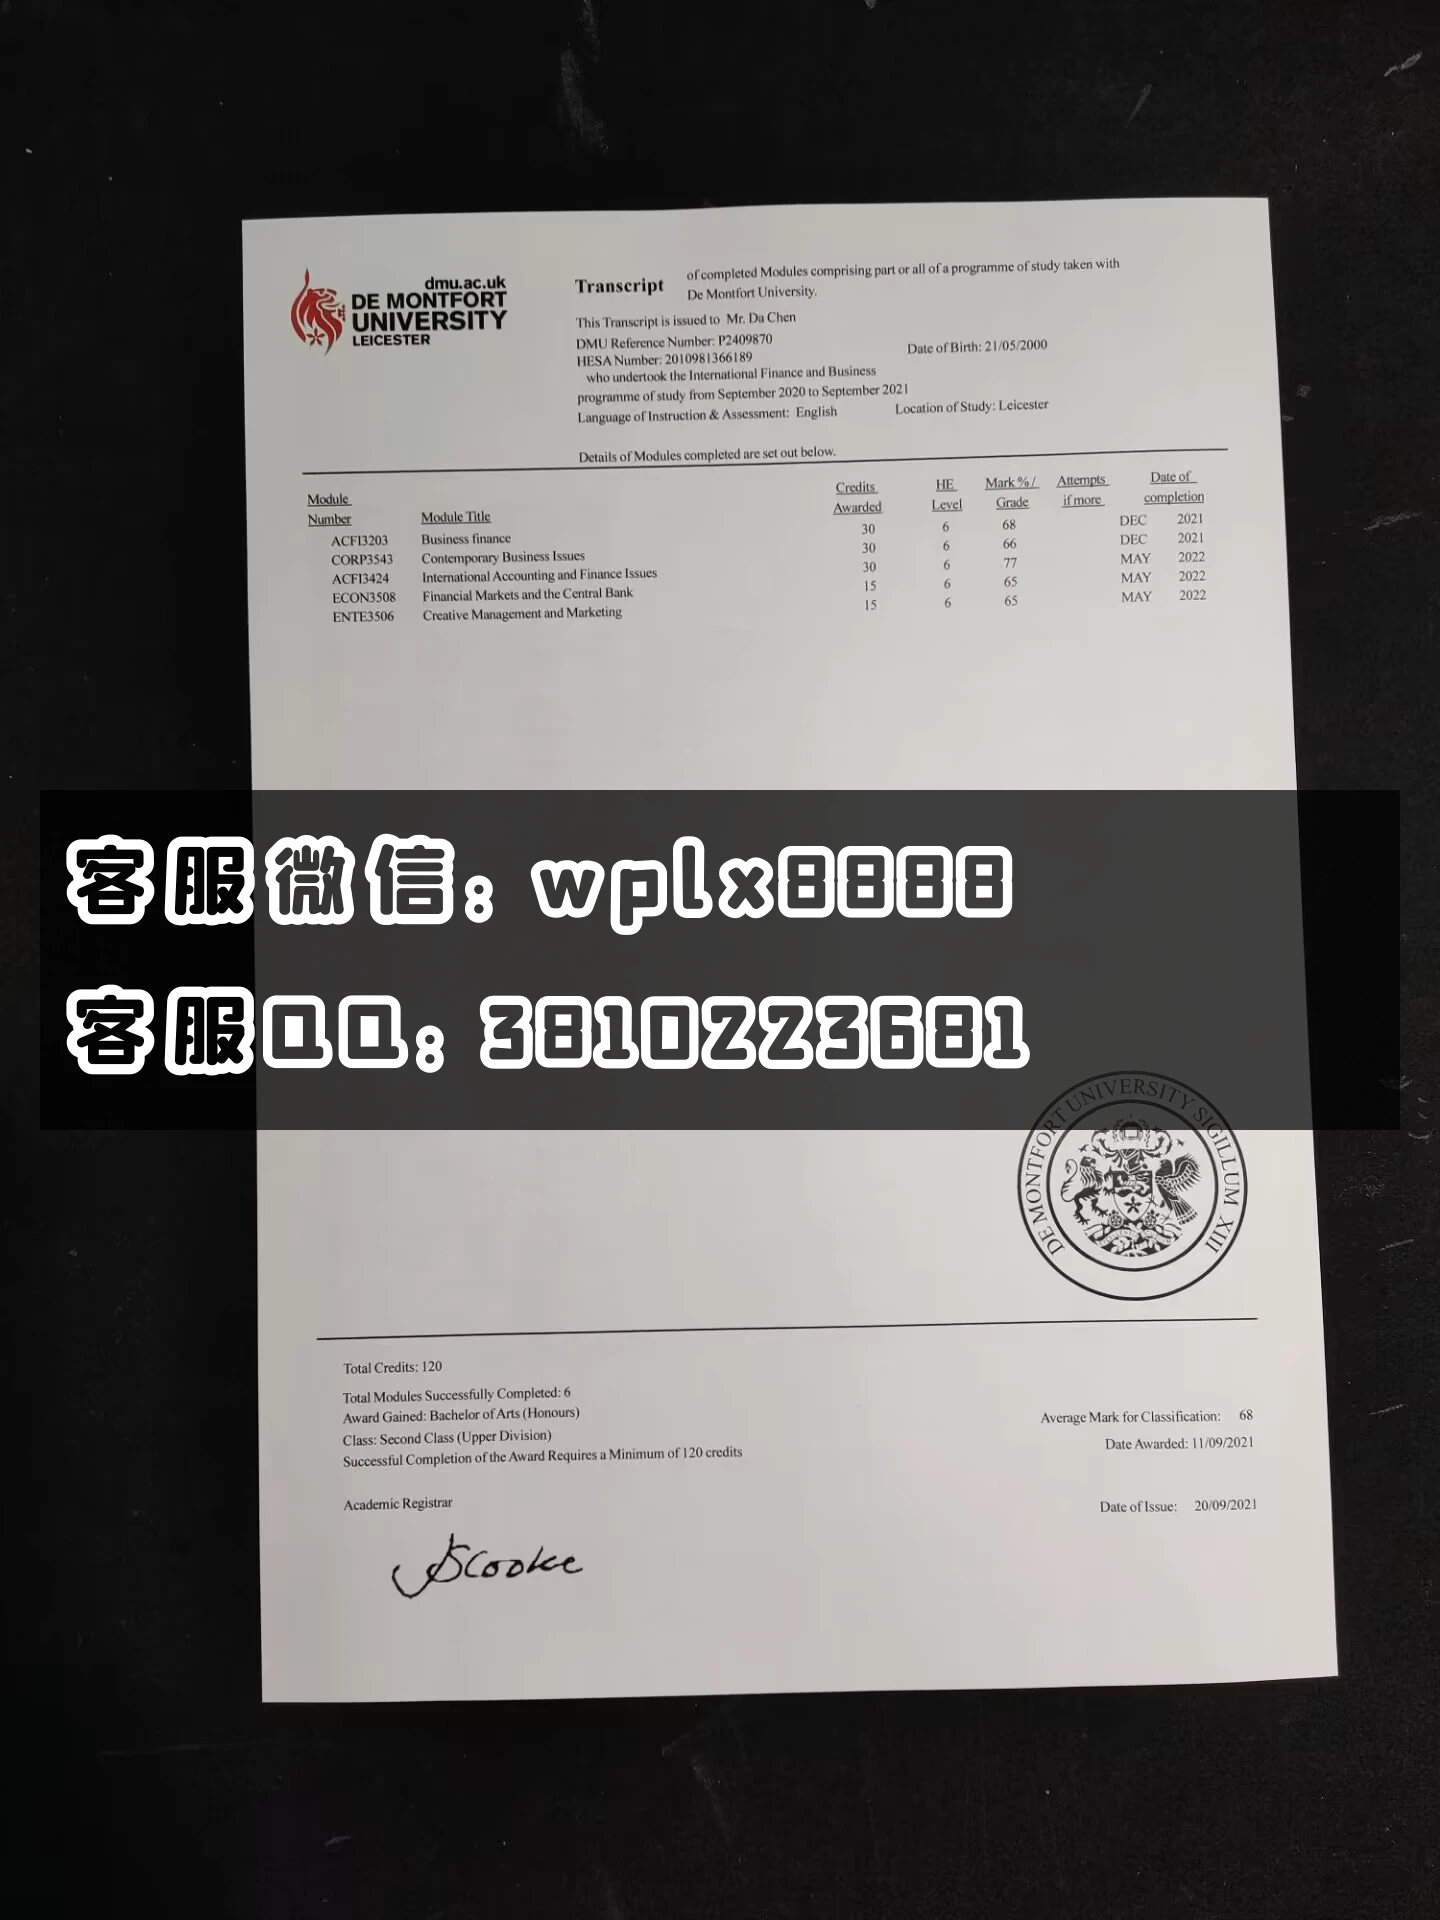 dmu.ac.uk
DE MONTFORT
UNIVERSITY
LEICESTER
Transcript
of completed Modules comprising part or all of a programme of study taken with
De Montfort University.
This Transcript is issued to Mr. Da Chen
DMU Reference Number: P2409870
Date of Birth: 21/05/2000
HESA Number: 2010981366189
who undertook the International Finance and Business
programme of study from September 2020 to September 2021
Language of Instruction & Assessment: English
Location of Study: Leicester
Details of Modules completed are set out below.
Module Credits HE Mark % / Attempts Date of
Number Module Title Awarded Level Grade if more completion
ACFI3203 Business finance 30 6 68 DEC 2021
CORP3543 Contemporary Business Issues 30 6 66 DEC 2021
ACFI3424 International Accounting and Finance Issues 30 6 77 MAY 2022
ECON3508 Financial Markets and the Central Bank 15 6 65 MAY 2022
ENTE3506 Creative Management and Marketing 15 6 65 MAY 2022
客服微信: wplx8888
客服QQ: 3810223681
DE MONTFORT UNIVERSITY SIGILLUM XIII
Total Credits: 120
Total Modules Successfully Completed: 6
Award Gained: Bachelor of Arts (Honours)
Average Mark for Classification: 68
Class: Second Class (Upper Division)
Date Awarded: 11/09/2021
Successful Completion of the Award Requires a Minimum of 120 credits
Academic Registrar
Date of Issue: 20/09/2021
JSCooke